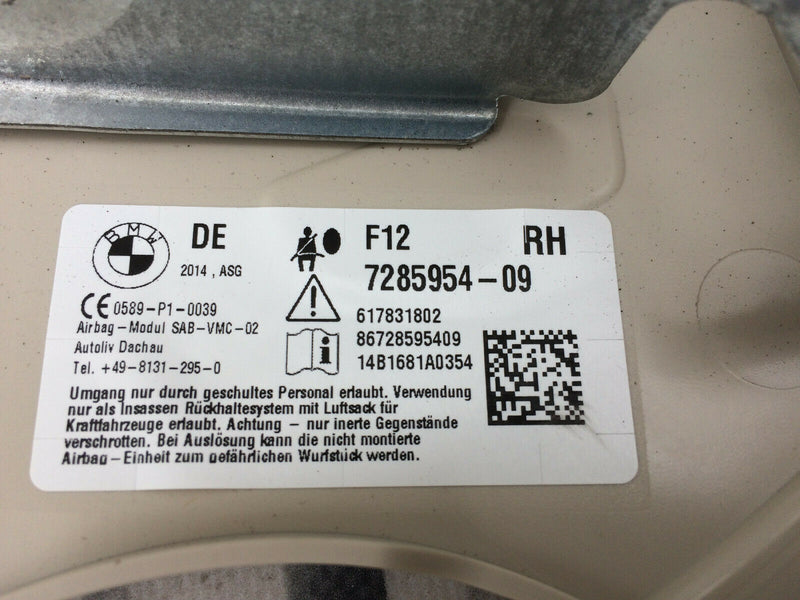 BMW
DE
F12
RH
2014 , ASG
7285954-09
CE 0589-P1-0039
617831802
Airbag-Modul SAB-VMC-02
86728595409
Autoliv Dachau
14B1681A0354
Tel. +49-8131-295-0
Umgang nur durch geschultes Personal erlaubt. Verwendung
nur als Insassen Rückhaltesystem mit Luftsack für
Kraftfahrzeuge erlaubt. Achtung - nur inerte Gegenstände
verschrotten. Bei Auslösung kann die nicht montierte
Airbag-Einheit zum gefährlichen Wurfstück werden.